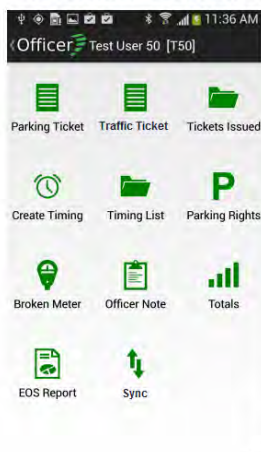 11:36 AM
Officer Test User 50 [T50]
Parking Ticket Traffic Ticket Tickets Issued
Create Timing Timing List Parking Rights
P
Broken Meter Officer Note Totals
EOS Report Sync